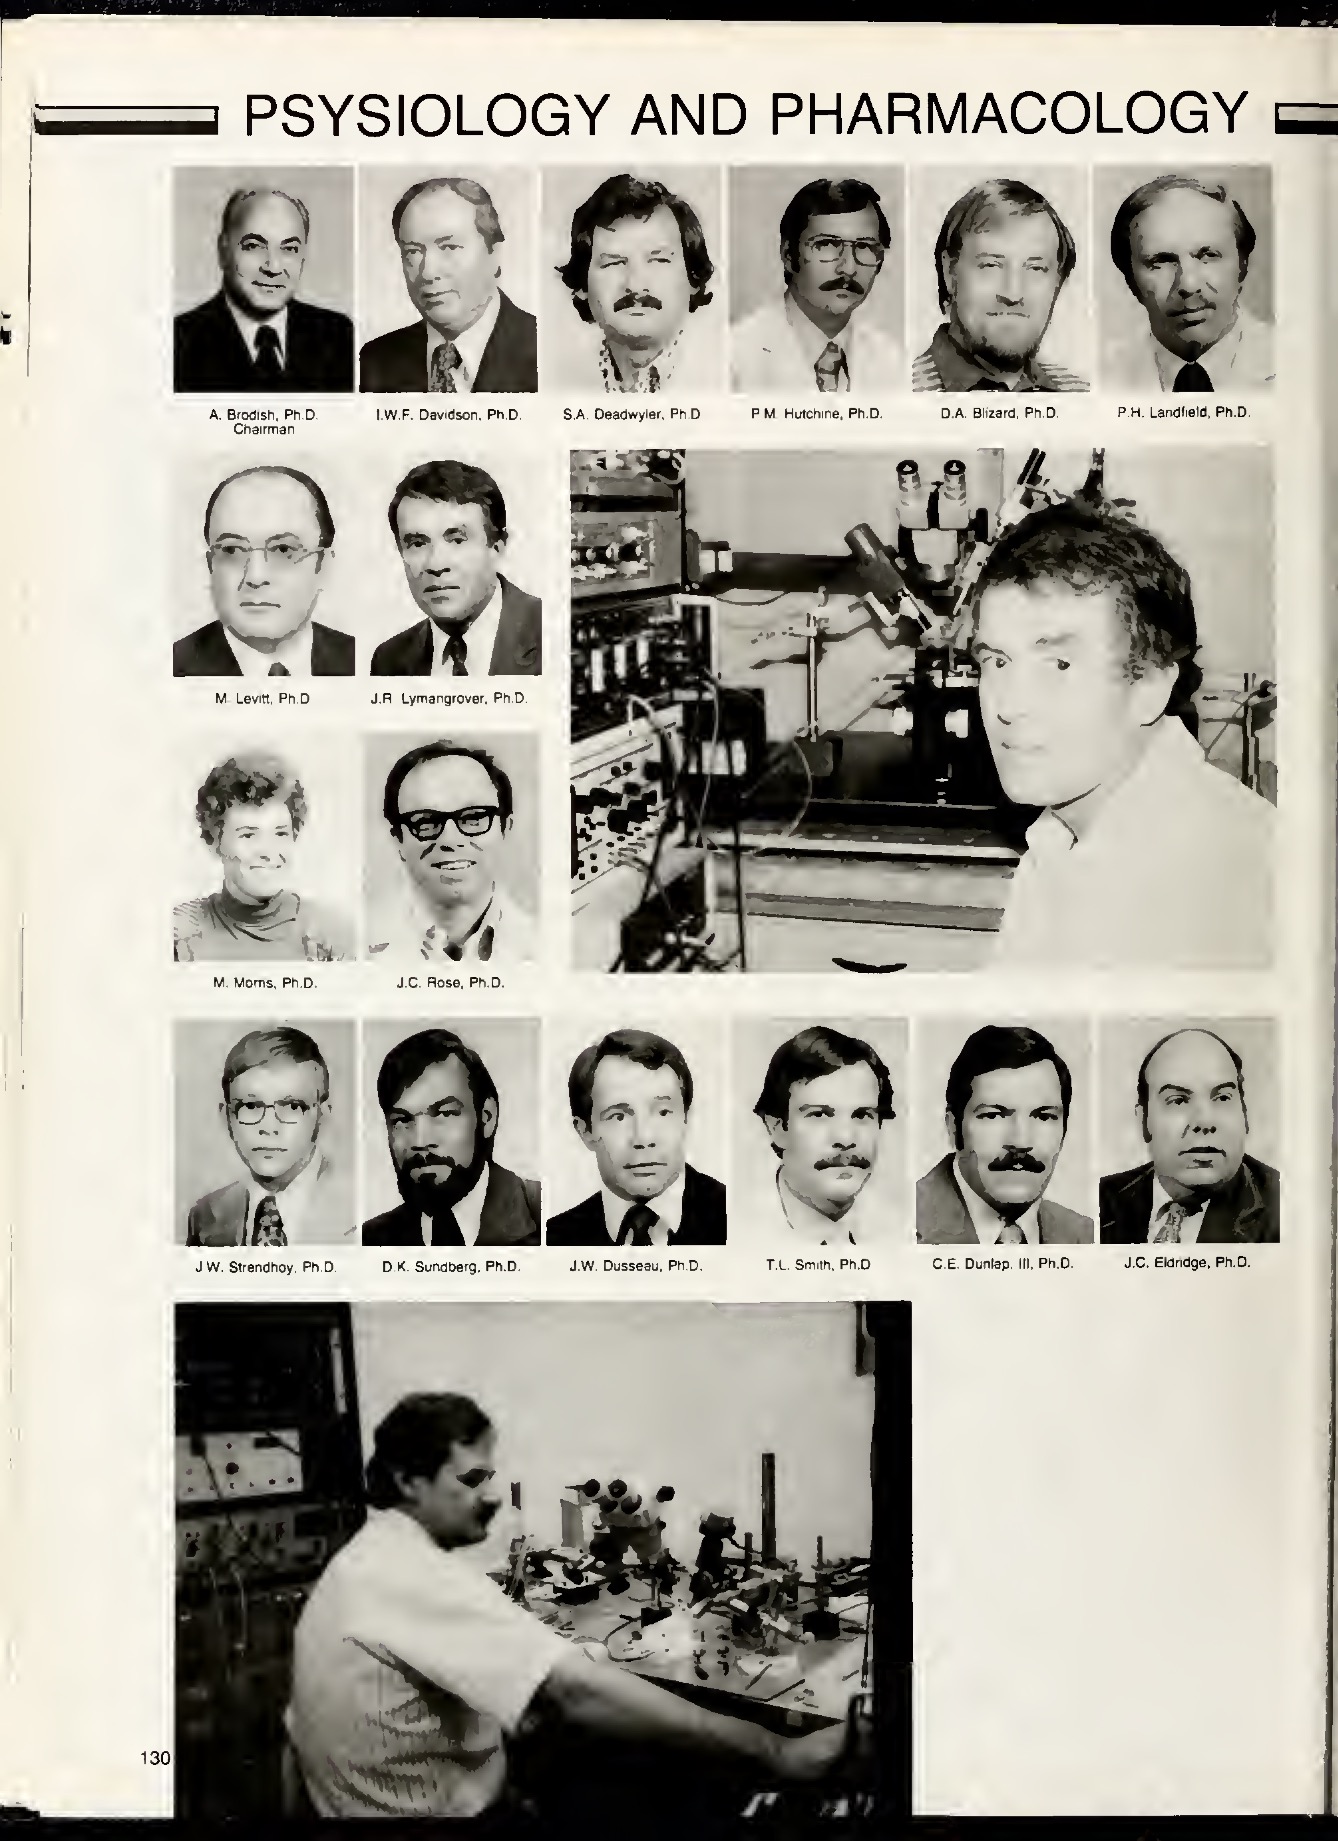 PSYSIOLOGY AND PHARMACOLOGY
A. Brodish, Ph.D.
Chairman
I.W.F. Davidson, Ph.D.
S.A. Deadwyler, Ph.D
P.M. Hutchine, Ph.D.
D.A. Blizard, Ph.D.
P.H. Landfield, Ph.D.
M. Levitt, Ph.D
J.R. Lymangrover, Ph.D.
M. Morris, Ph.D.
J.C. Rose, Ph.D.
J.W. Strendhoy, Ph.D.
D.K. Sundberg, Ph.D.
J.W. Dusseau, Ph.D.
T.L. Smith, Ph.D
C.E. Dunlap. III, Ph.D.
J.C. Eldridge, Ph.D.
130